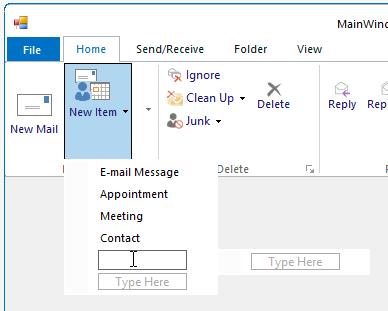 MainWind
File Home Send/Receive Folder View
New Mail
New Item
Ignore
Clean Up
Junk
Delete
Reply
Rep
Delete
E-mail Message
Appointment
Meeting
Contact
Type Here
Type Here